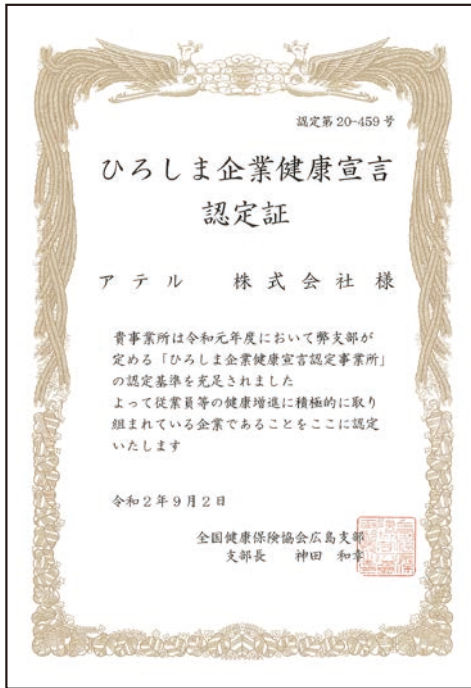 認定第20-459号
ひろしま企業健康宣言
認定証
アテル　株式会社様
貴事業所は令和元年度において弊支部が
定める「ひろしま企業健康宣言認定事業所」
の認定基準を充足されました
よって従業員等の健康増進に積極的に取り
組まれている企業であることをここに認定
いたします
令和2年9月2日
全国健康保険協会広島支部
支部長　神田　和幸